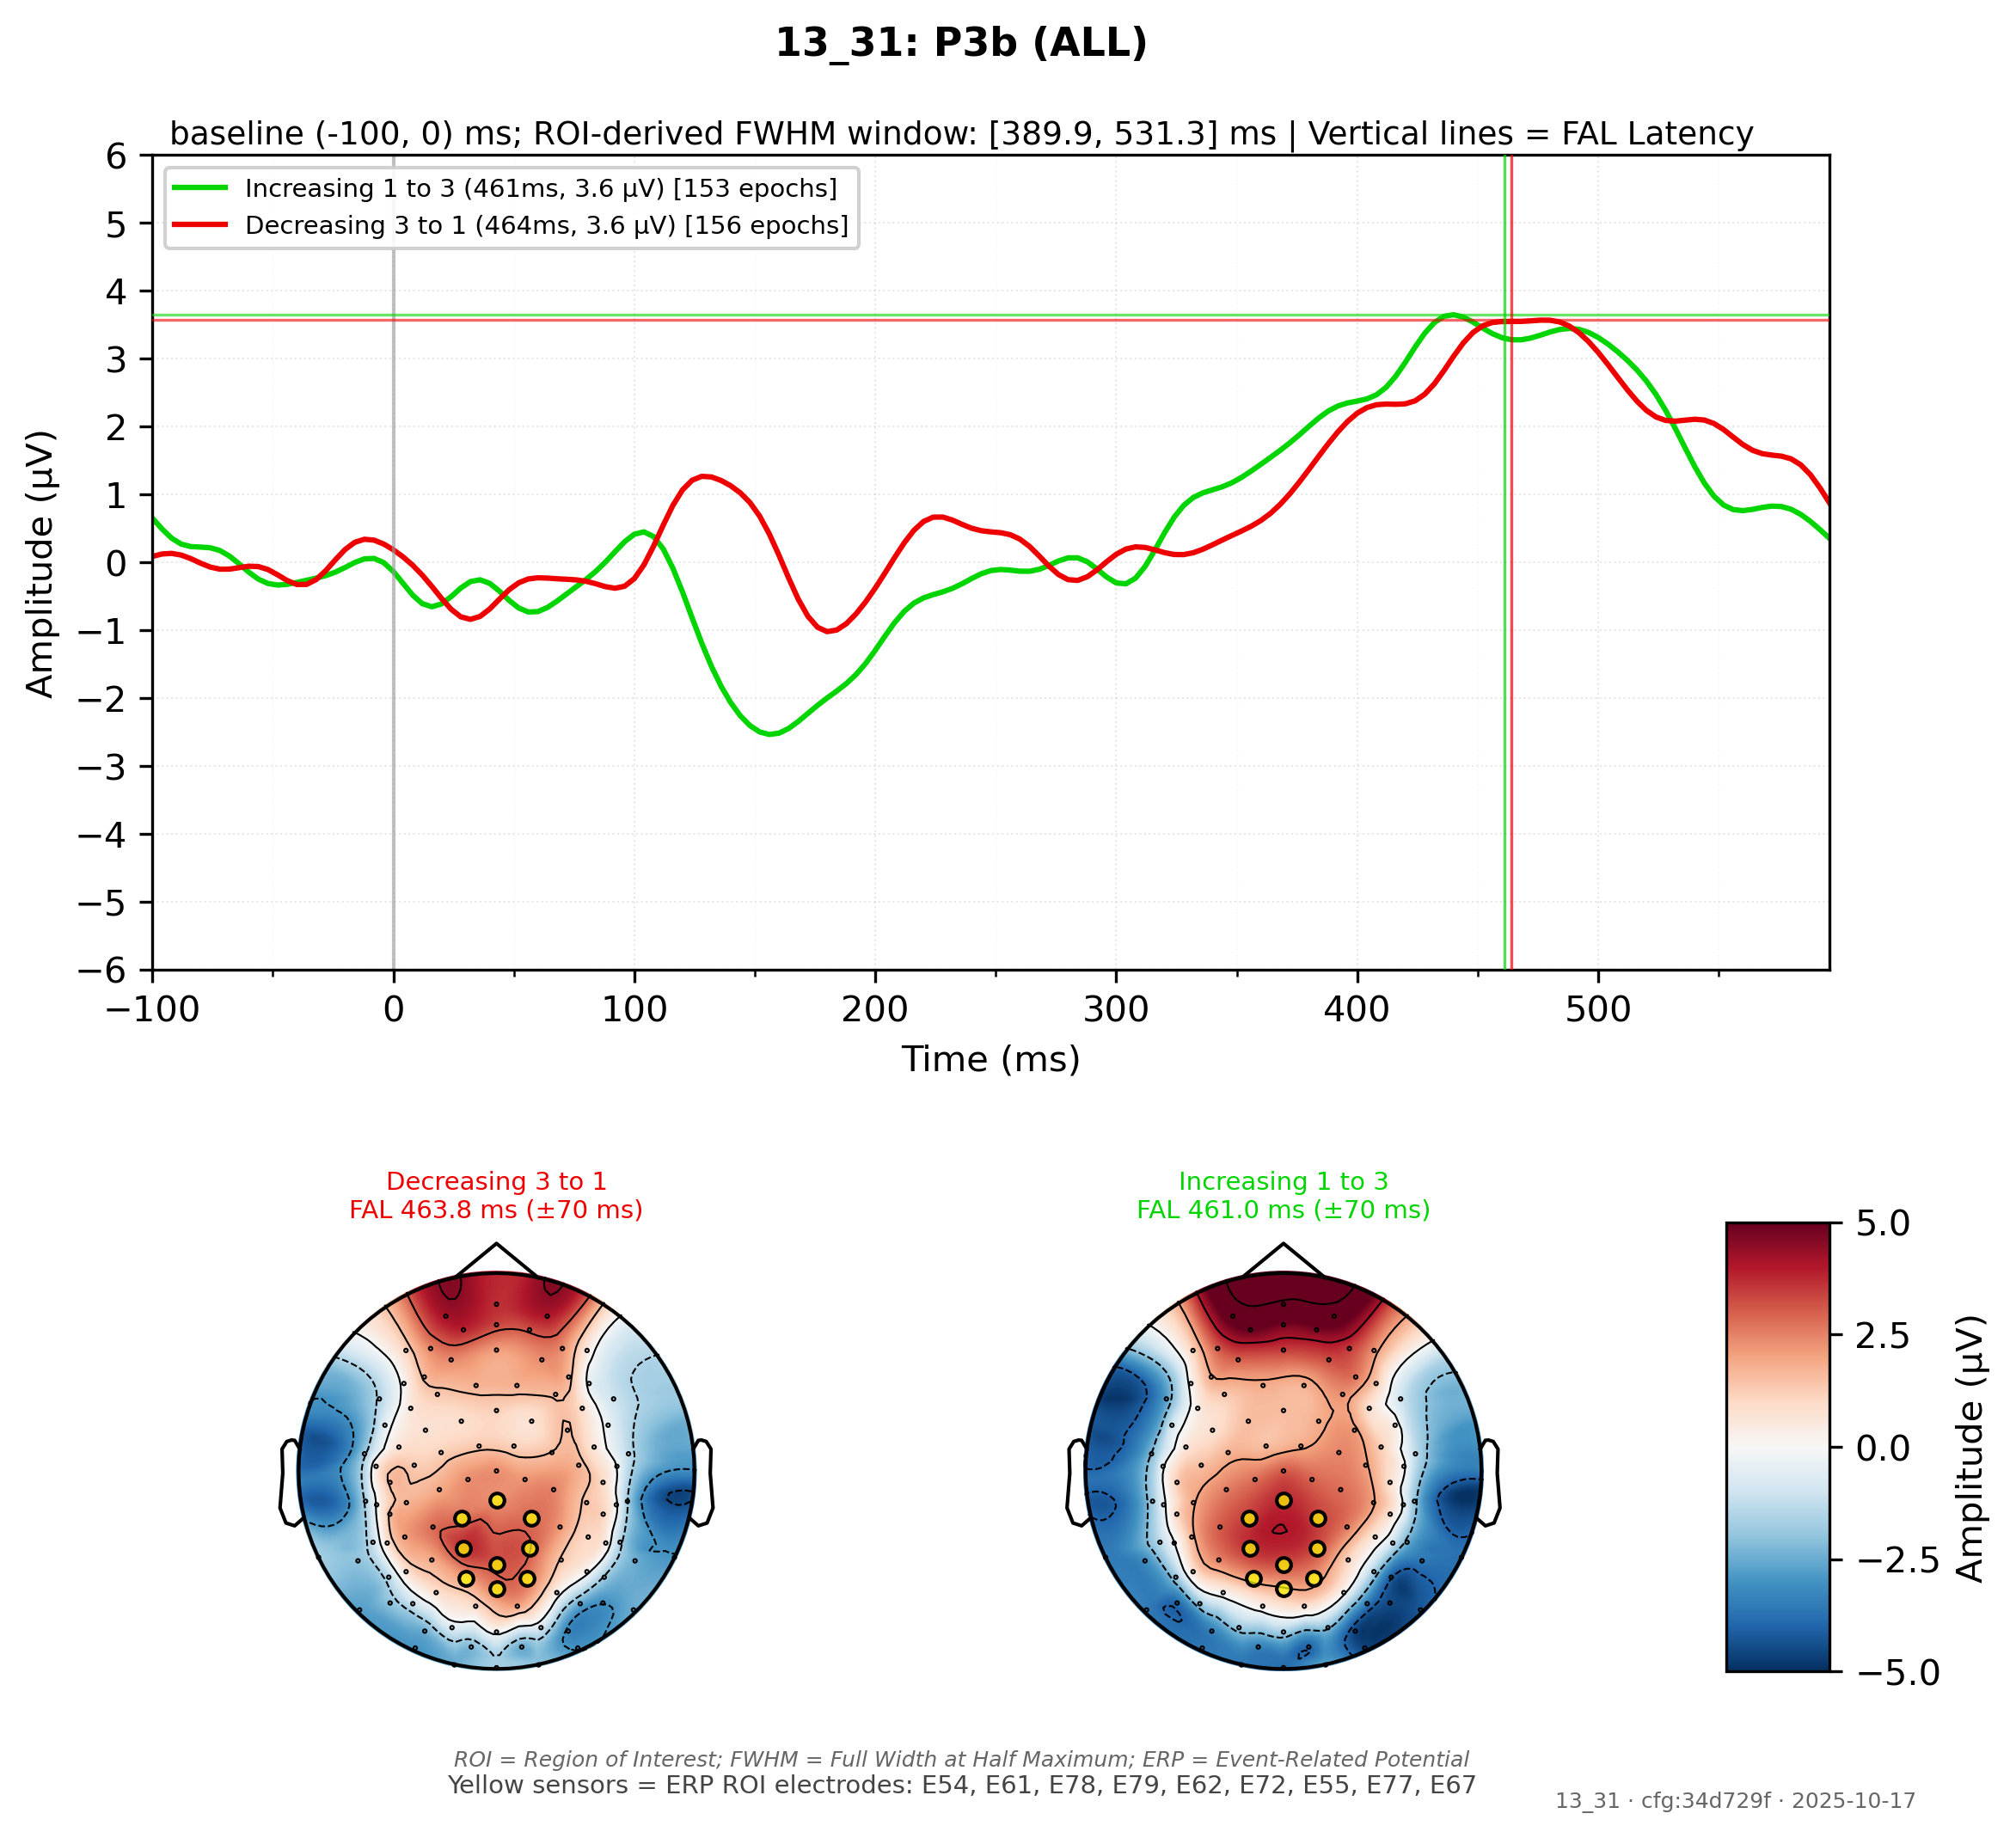 13_31: P3b (ALL)
baseline (-100, 0) ms; ROI-derived FWHM window: [389.9, 531.3] ms | Vertical lines = FAL Latency
Increasing 1 to 3 (461ms, 3.6 µV) [153 epochs]
Decreasing 3 to 1 (464ms, 3.6 µV) [156 epochs]
6
5
4
3
2
1
0
−1
−2
−3
−4
−5
−6
Amplitude (µV)
−100
0
100
200
300
400
500
Time (ms)
Decreasing 3 to 1
FAL 463.8 ms (±70 ms)
Increasing 1 to 3
FAL 461.0 ms (±70 ms)
5.0
2.5
0.0
−2.5
−5.0
Amplitude (µV)
ROI = Region of Interest; FWHM = Full Width at Half Maximum; ERP = Event-Related Potential
Yellow sensors = ERP ROI electrodes: E54, E61, E78, E79, E62, E72, E55, E77, E67
13_31 · cfg:34d729f · 2025-10-17